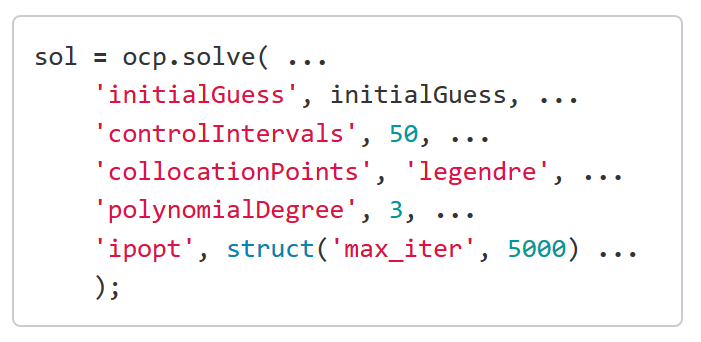 sol = ocp.solve( ...
    'initialGuess', initialGuess, ...
    'controlIntervals', 50, ...
    'collocationPoints', 'legendre', ...
    'polynomialDegree', 3, ...
    'ipopt', struct('max_iter', 5000) ...
    );